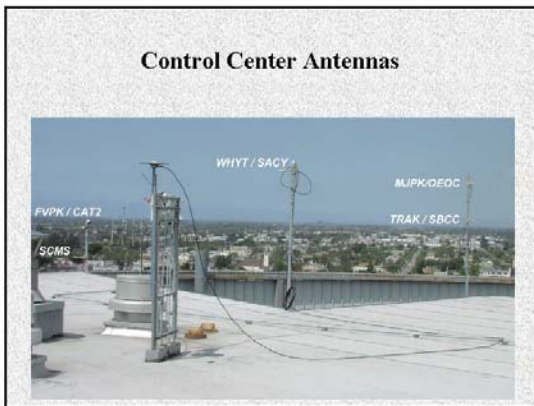 Control Center Antennas
WHYT / SACY
MJPK/OEOC
FVPK / CAT2
TRAK / SBCC
SCMS